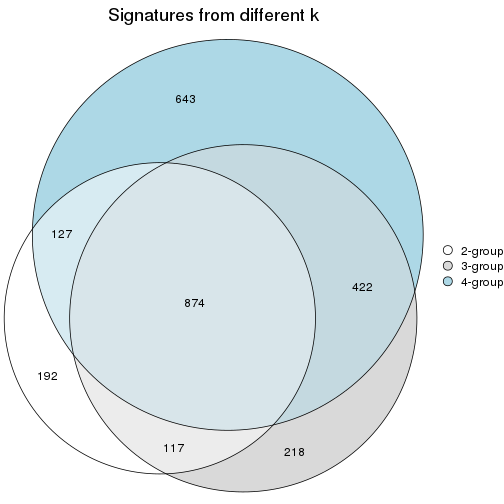 Signatures from different k
643
127
2-group
3-group
4-group
422
874
192
117
218